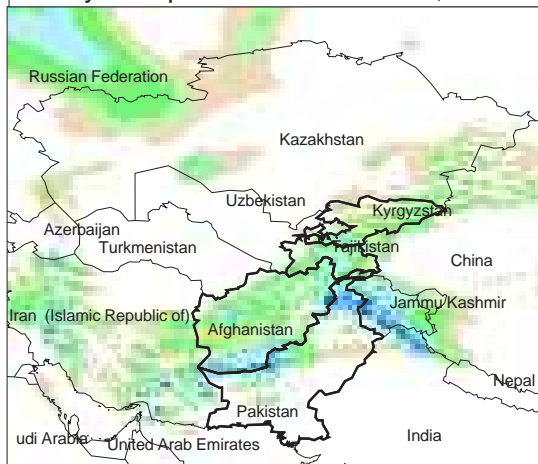 Russian Federation
Kazakhstan
Uzbekistan
Kyrgyzstan
Azerbaijan
Turkmenistan
Tajikistan
China
Iran (Islamic Republic of)
Jammu/Kashmir
Afghanistan
Nepal
Pakistan
udi Arabia
United Arab Emirates
India